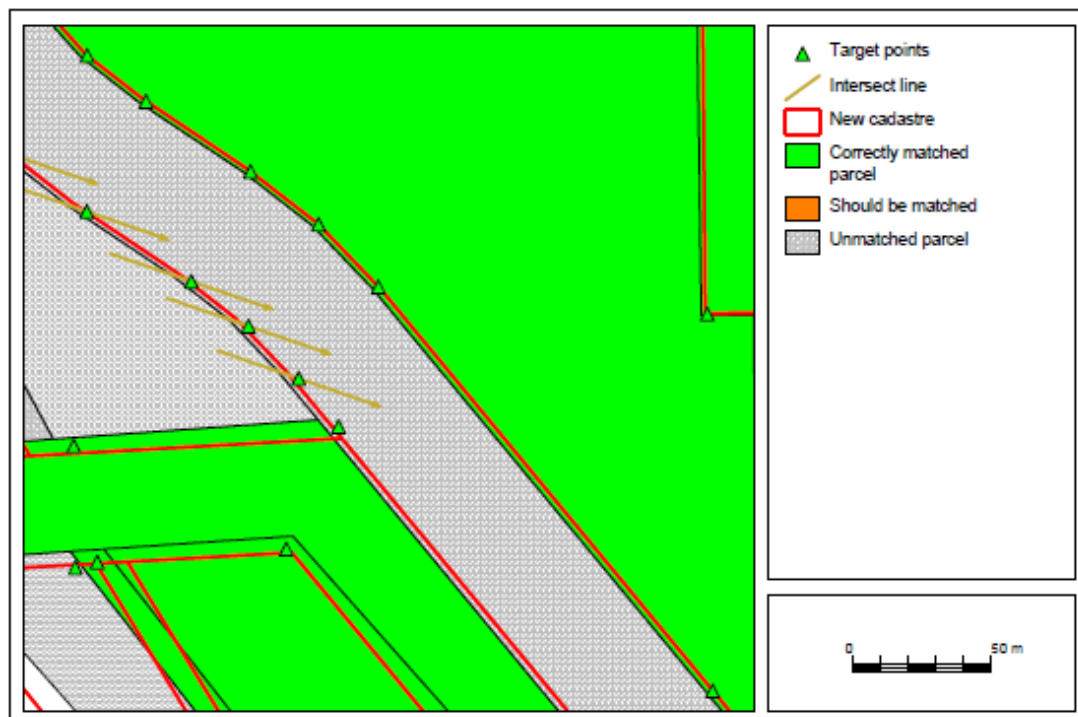 Target points
Intersect line
New cadastre
Correctly matched
parcel
Should be matched
Unmatched parcel
0 50 m